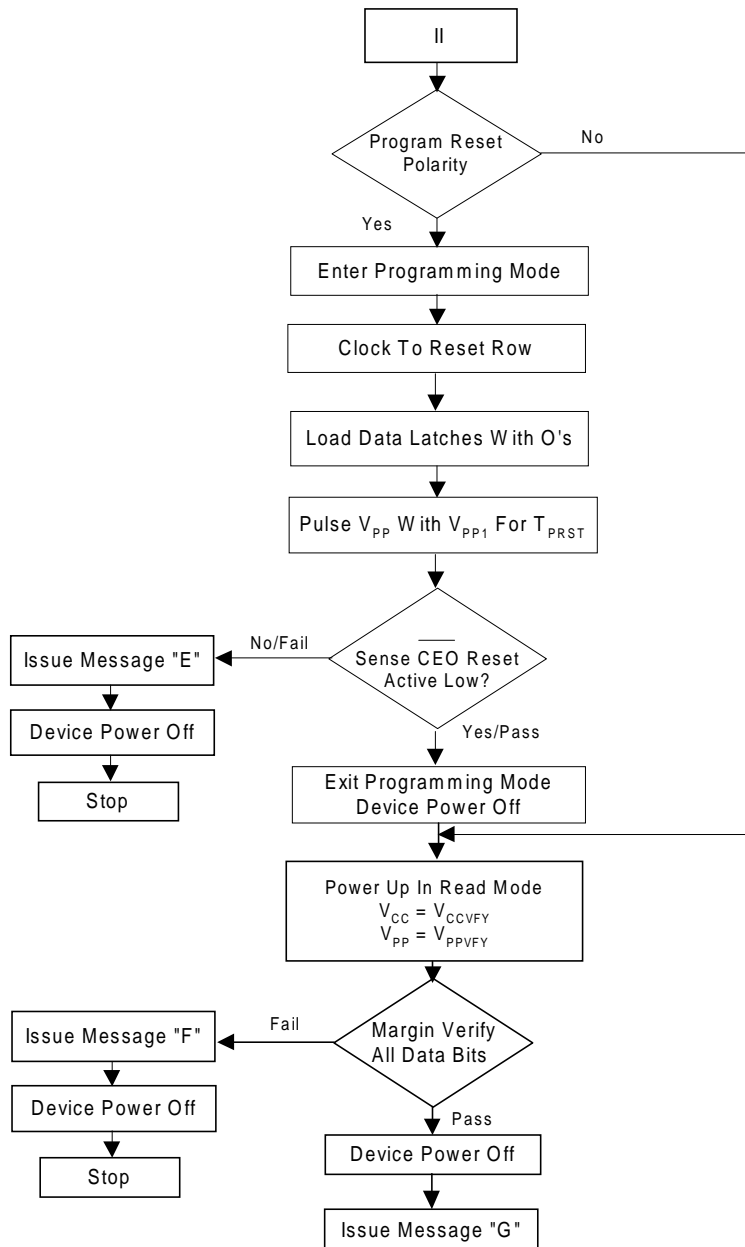 II
Program Reset
Polarity
No
Yes
Enter Programming Mode
Clock To Reset Row
Load Data Latches With O's
Pulse VPP With VPP1 For TPRST
No/Fail
Issue Message "E"
Sense C̅E̅O̅ Reset
Active Low?
Device Power Off
Yes/Pass
Stop
Exit Programming Mode
Device Power Off
Power Up In Read Mode
VCC = VCCVFY
VPP = VPPVFY
Issue Message "F"
Fail
Margin Verify
All Data Bits
Device Power Off
Pass
Device Power Off
Stop
Issue Message "G"